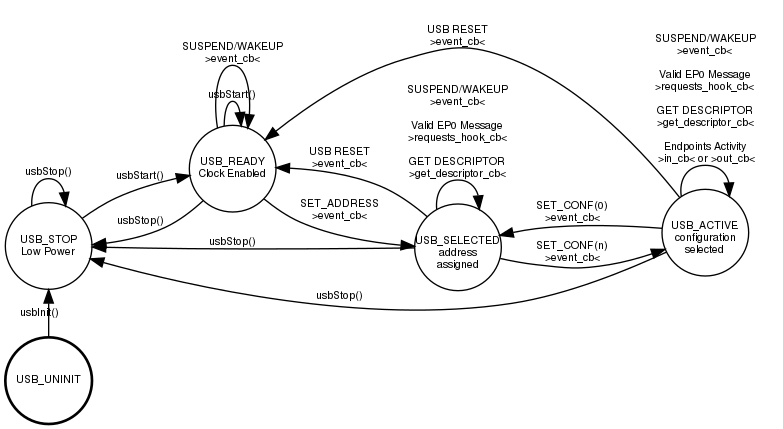 USB RESET
>event_cb<
SUSPEND/WAKEUP
>event_cb<
SUSPEND/WAKEUP
>event_cb<
Valid EP0 Message
>requests_hook_cb<
GET DESCRIPTOR
>get_descriptor_cb<
Endpoints Activity
>in_cb< or >out_cb<
usbStart()
SUSPEND/WAKEUP
>event_cb<
Valid EP0 Message
>requests_hook_cb<
GET DESCRIPTOR
>get_descriptor_cb<
USB RESET
>event_cb<
USB_READY
Clock Enabled
usbStop()
usbStart()
SET_ADDRESS
>event_cb<
SET_CONF(0)
>event_cb<
usbStop()
USB_STOP
Low Power
usbStop()
USB_SELECTED
address
assigned
SET_CONF(n)
>event_cb<
USB_ACTIVE
configuration
selected
usbStop()
usbInit()
USB_UNINIT